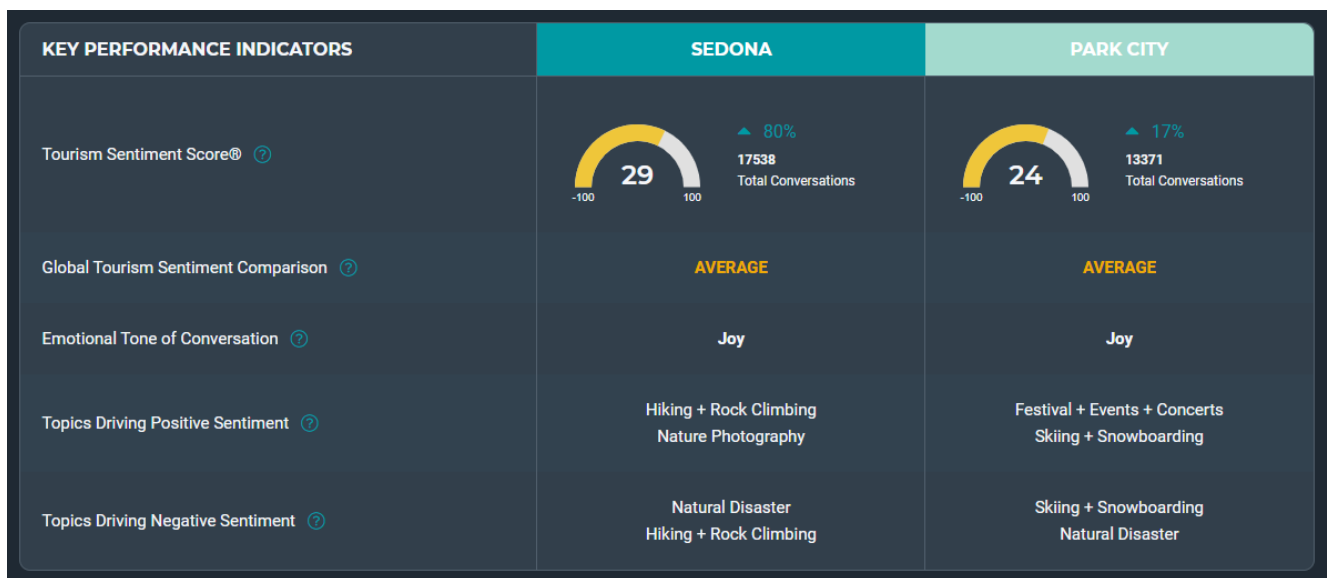 KEY PERFORMANCE INDICATORS
SEDONA
PARK CITY
Tourism Sentiment Score® ?
29
-100
100
80%
17538
Total Conversations
24
-100
100
17%
13371
Total Conversations
Global Tourism Sentiment Comparison ?
AVERAGE
AVERAGE
Emotional Tone of Conversation ?
Joy
Joy
Topics Driving Positive Sentiment ?
Hiking + Rock Climbing
Nature Photography
Festival + Events + Concerts
Skiing + Snowboarding
Topics Driving Negative Sentiment ?
Natural Disaster
Hiking + Rock Climbing
Skiing + Snowboarding
Natural Disaster